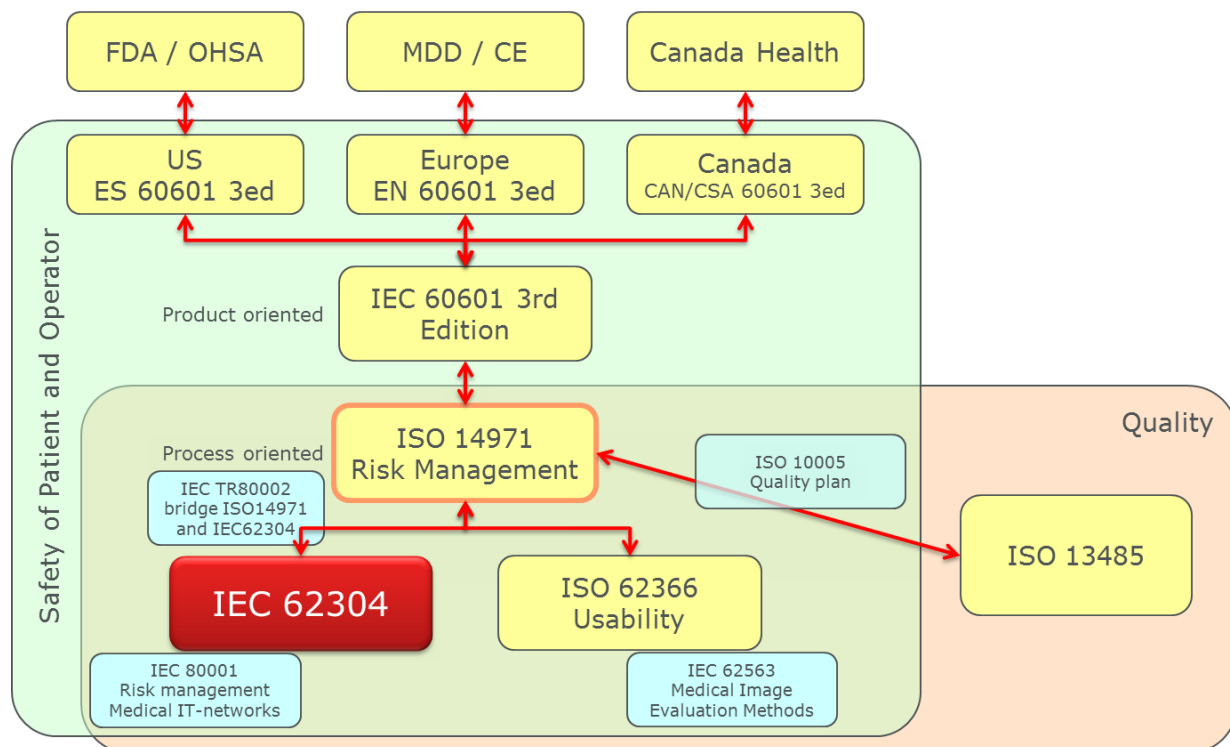 FDA / OHSA
MDD / CE
Canada Health
US
ES 60601 3ed
Europe
EN 60601 3ed
Canada
CAN/CSA 60601 3ed
Safety of Patient and Operator
Product oriented
IEC 60601 3rd
Edition
Quality
Process oriented
ISO 14971
Risk Management
ISO 10005
Quality plan
IEC TR80002
bridge ISO14971
and IEC62304
IEC 62304
ISO 62366
Usability
ISO 13485
IEC 80001
Risk management
Medical IT-networks
IEC 62563
Medical Image
Evaluation Methods